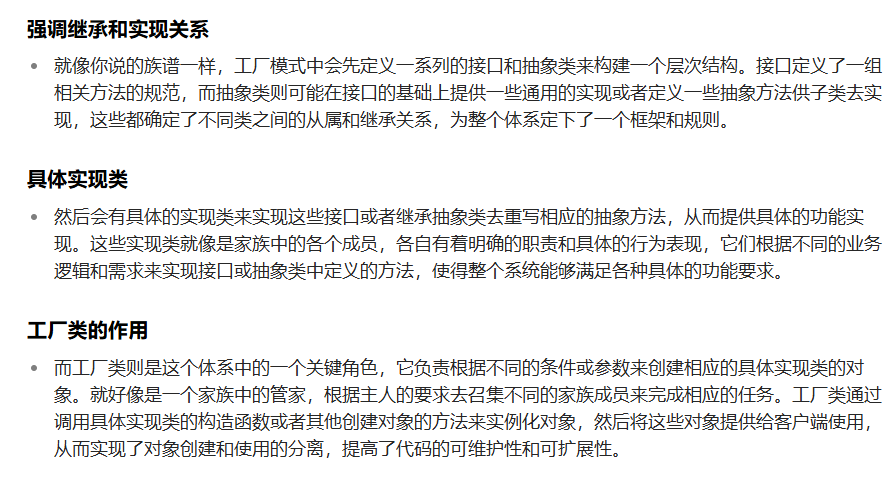 强调继承和实现关系
就像你说的族谱一样，工厂模式中会先定义一系列的接口和抽象类来构建一个层次结构。接口定义了一组
相关方法的规范，而抽象类则可能在接口的基础上提供一些通用的实现或者定义一些抽象方法供子类去实
现，这些都确定了不同类之间的从属和继承关系，为整个体系定下了一个框架和规则。
具体实现类
然后会有具体的实现类来实现这些接口或者继承抽象类去重写相应的抽象方法，从而提供具体的功能实
现。这些实现类就像是家族中的各个成员，各自有着明确的职责和具体的行为表现，它们根据不同的业务
逻辑和需求来实现接口或抽象类中定义的方法，使得整个系统能够满足各种具体的功能要求。
工厂类的作用
而工厂类则是这个体系中的一个关键角色，它负责根据不同的条件或参数来创建相应的具体实现类的对
象。就好像是一个家族中的管家，根据主人的要求去召集不同的家族成员来完成相应的任务。工厂类通过
调用具体实现类的构造函数或者其他创建对象的方法来实例化对象，然后将这些对象提供给客户端使用，
从而实现了对象创建和使用的分离，提高了代码的可维护性和可扩展性。